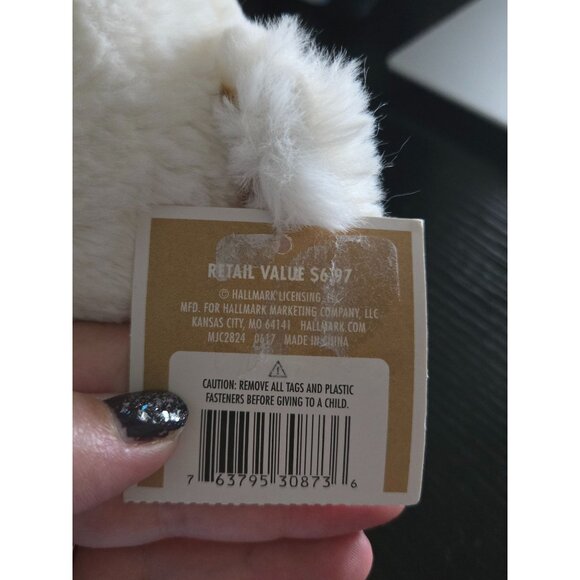 RETAIL VALUE $6.97
© HALLMARK LICENSING,
MFD. FOR HALLMARK MARKETING COMPANY, LLC
KANSAS CITY, MO 64141 HALLMARK.COM
MJC2824 0617 MADE IN CHINA
CAUTION: REMOVE ALL TAGS AND PLASTIC
FASTENERS BEFORE GIVING TO A CHILD.
7 63795 30873 6